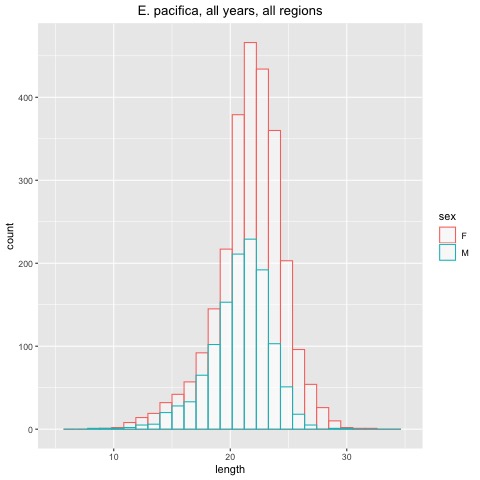 E. pacifica, all years, all regions
count
400
300
200
100
0
10 20 30
length
sex
F
M